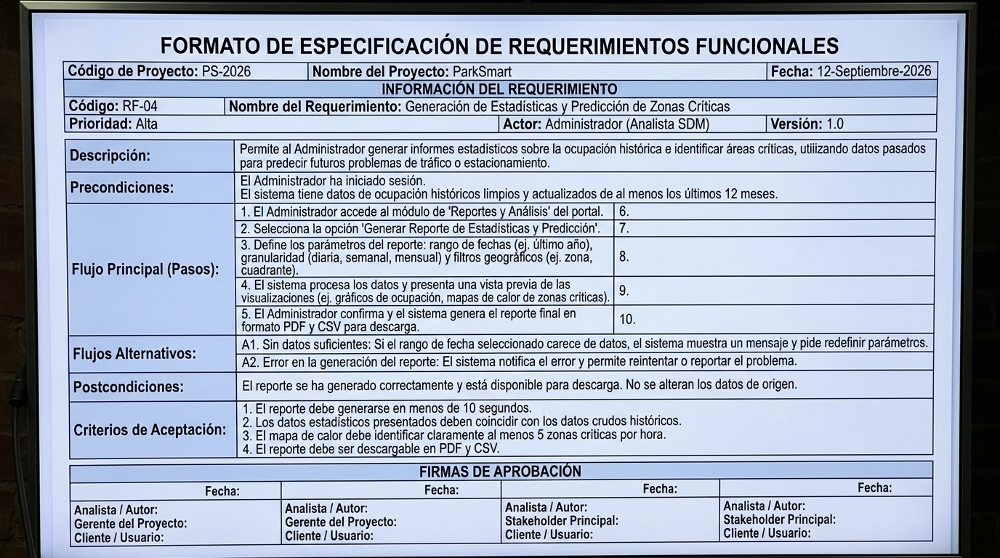 FORMATO DE ESPECIFICACIÓN DE REQUERIMIENTOS FUNCIONALES
Código de Proyecto: PS-2026
Nombre del Proyecto: ParkSmart
Fecha: 12-Septiembre-2026
INFORMACIÓN DEL REQUERIMIENTO
Código: RF-04
Nombre del Requerimiento: Generación de Estadísticas y Predicción de Zonas Críticas
Prioridad: Alta
Actor: Administrador (Analista SDM)
Versión: 1.0
Descripción:
Permite al Administrador generar informes estadisticos sobre la ocupación histórica e identificar áreas críticas, utilizando datos pasados
para predecir futuros problemas de tráfico o estacionamiento.
Precondiciones:
El Administrador ha iniciado sesión.
El sistema tiene datos de ocupación históricos limpios y actualizados de al menos los últimos 12 meses.
Flujo Principal (Pasos):
1. El Administrador accede al módulo de 'Reportes y Análisis' del portal.
6.
2. Selecciona la opción 'Generar Reporte de Estadísticas y Predicción'.
7.
3. Define los parámetros del reporte: rango de fechas (ej. último año),
granularidad (diaria, semanal, mensual) y filtros geográficos (ej. zona,
cuadrante).
8.
4. El sistema procesa los datos y presenta una vista previa de las
visualizaciones (ej. gráficos de ocupación, mapas de calor de zonas criticas).
9.
5. El Administrador confirma y el sistema genera el reporte final en
formato PDF y CSV para descarga.
10.
Flujos Alternativos:
A1. Sin datos suficientes: Si el rango de fecha seleccionado carece de datos, el sistema muestra un mensaje y pide redefinir parámetros.
A2. Error en la generación del reporte: El sistema notifica el error y permite reintentar o reportar el problema.
Postcondiciones:
El reporte se ha generado correctamente y está disponible para descarga. No se alteran los datos de origen.
Criterios de Aceptación:
1. El reporte debe generarse en menos de 10 segundos.
2. Los datos estadisticos presentados deben coincidir con los datos crudos históricos.
3. El mapa de calor debe identificar claramente al menos 5 zonas criticas por hora.
4. El reporte debe ser descargable en PDF y CSV.
FIRMAS DE APROBACIÓN
Fecha:
Fecha:
Fecha:
Fecha:
Analista / Autor:
Gerente del Proyecto:
Cliente / Usuario:
Analista / Autor:
Gerente del Proyecto:
Cliente / Usuario:
Analista / Autor:
Stakeholder Principal:
Cliente / Usuario:
Analista / Autor:
Stakeholder Principal:
Cliente / Usuario: